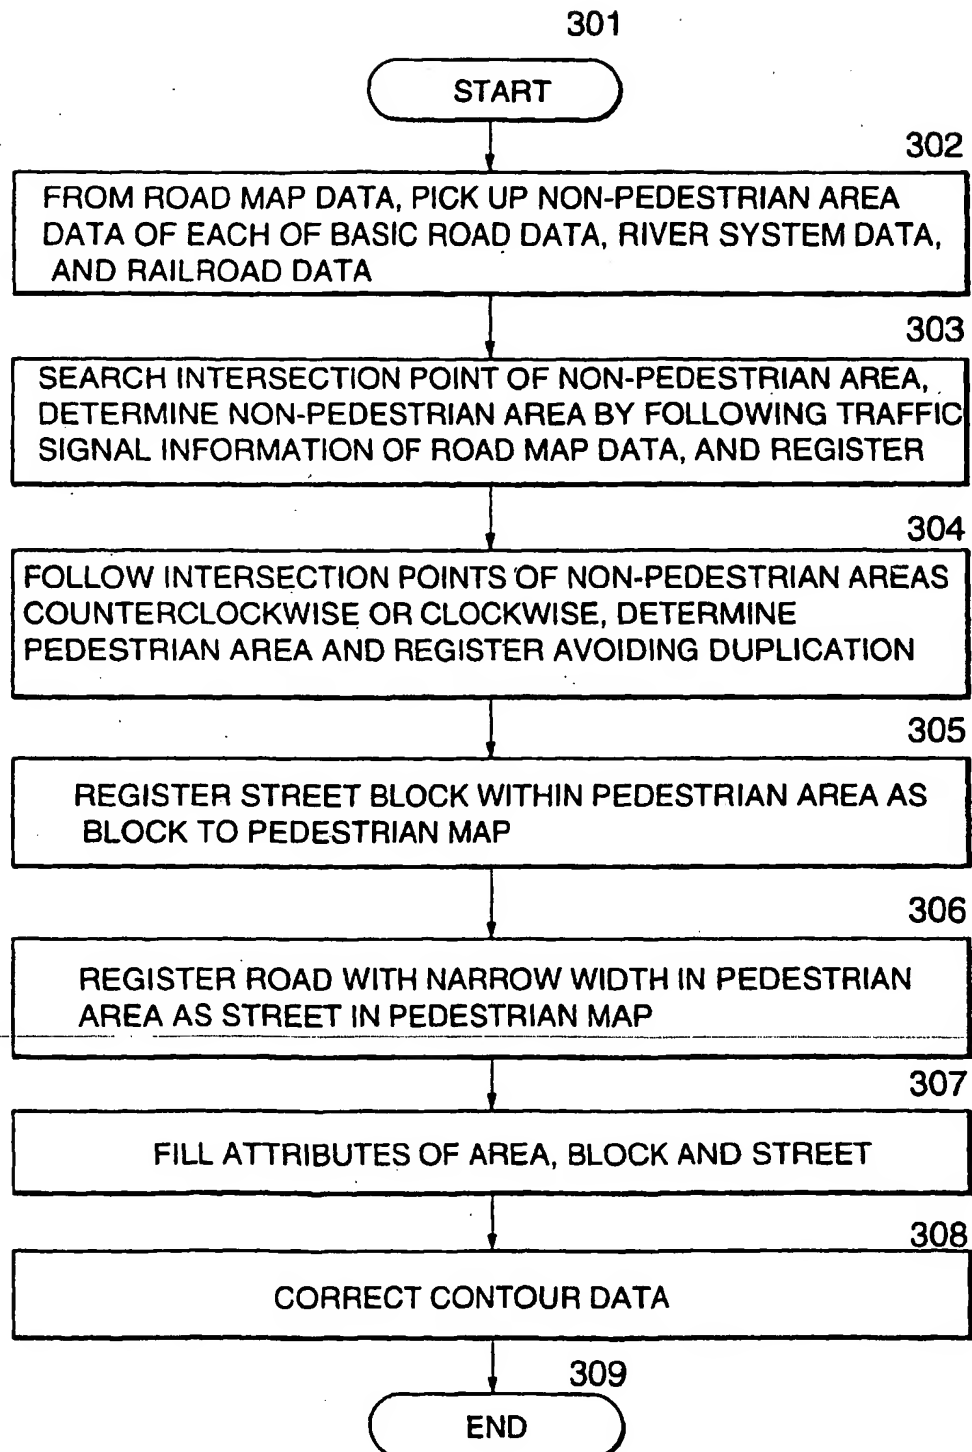 301
START
302
FROM ROAD MAP DATA, PICK UP NON-PEDESTRIAN AREA
DATA OF EACH OF BASIC ROAD DATA, RIVER SYSTEM DATA,
AND RAILROAD DATA
303
SEARCH INTERSECTION POINT OF NON-PEDESTRIAN AREA,
DETERMINE NON-PEDESTRIAN AREA BY FOLLOWING TRAFFIC
SIGNAL INFORMATION OF ROAD MAP DATA, AND REGISTER
304
FOLLOW INTERSECTION POINTS OF NON-PEDESTRIAN AREAS
COUNTERCLOCKWISE OR CLOCKWISE, DETERMINE
PEDESTRIAN AREA AND REGISTER AVOIDING DUPLICATION
305
REGISTER STREET BLOCK WITHIN PEDESTRIAN AREA AS
BLOCK TO PEDESTRIAN MAP
306
REGISTER ROAD WITH NARROW WIDTH IN PEDESTRIAN
AREA AS STREET IN PEDESTRIAN MAP
307
FILL ATTRIBUTES OF AREA, BLOCK AND STREET
308
CORRECT CONTOUR DATA
309
END